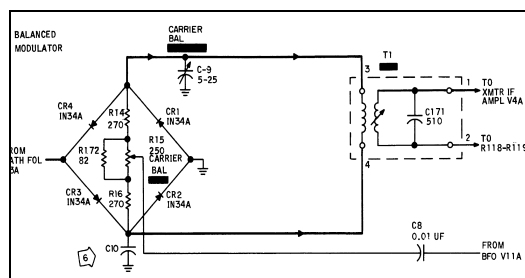 BALANCED
MODULATOR
CARRIER
BAL
C-9
5-25
T1
3
1
TO
XMTR IF
AMPL V4A
CR4
IN34A
R14
270
CR1
IN34A
C171
510
ROM
ATH FOL
3A
R172
82
R15
250
CARRIER
BAL
2
TO
R118-R119
4
CR3
IN34A
R16
270
CR2
IN34A
C8
0.01 UF
6
C10
FROM
BFO V11A